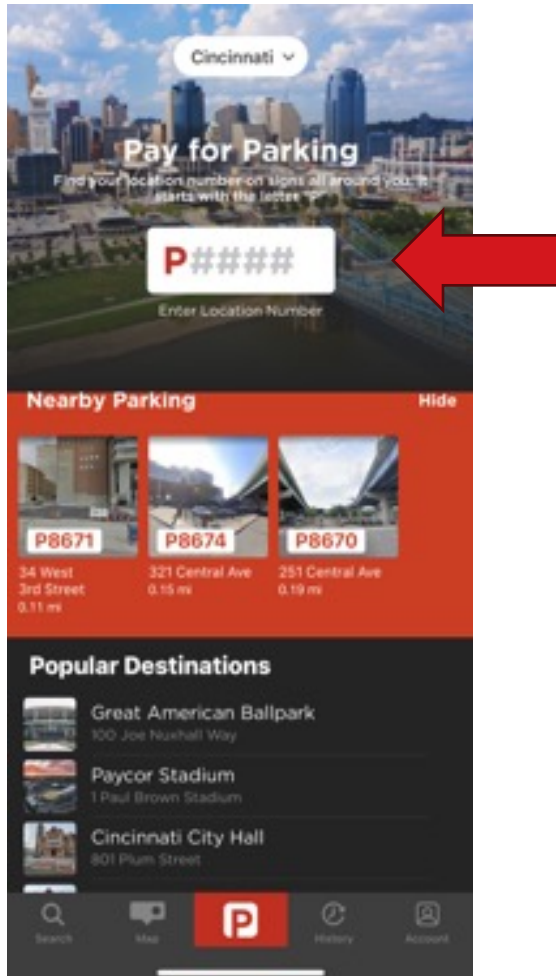 Cincinnati
Pay for Parking
Find your location number on signs all around you. It
starts with the letter "P"
P####
Enter Location Number
Nearby Parking Hide
P8671 P8674 P8670
34 West 321 Central Ave 251 Central Ave
3rd Street 0.15 mi 0.19 mi
0.11 mi
Popular Destinations
Great American Ballpark
100 Joe Nuxhall Way
Paycor Stadium
1 Paul Brown Stadium
Cincinnati City Hall
801 Plum Street
P
Search Map History Account